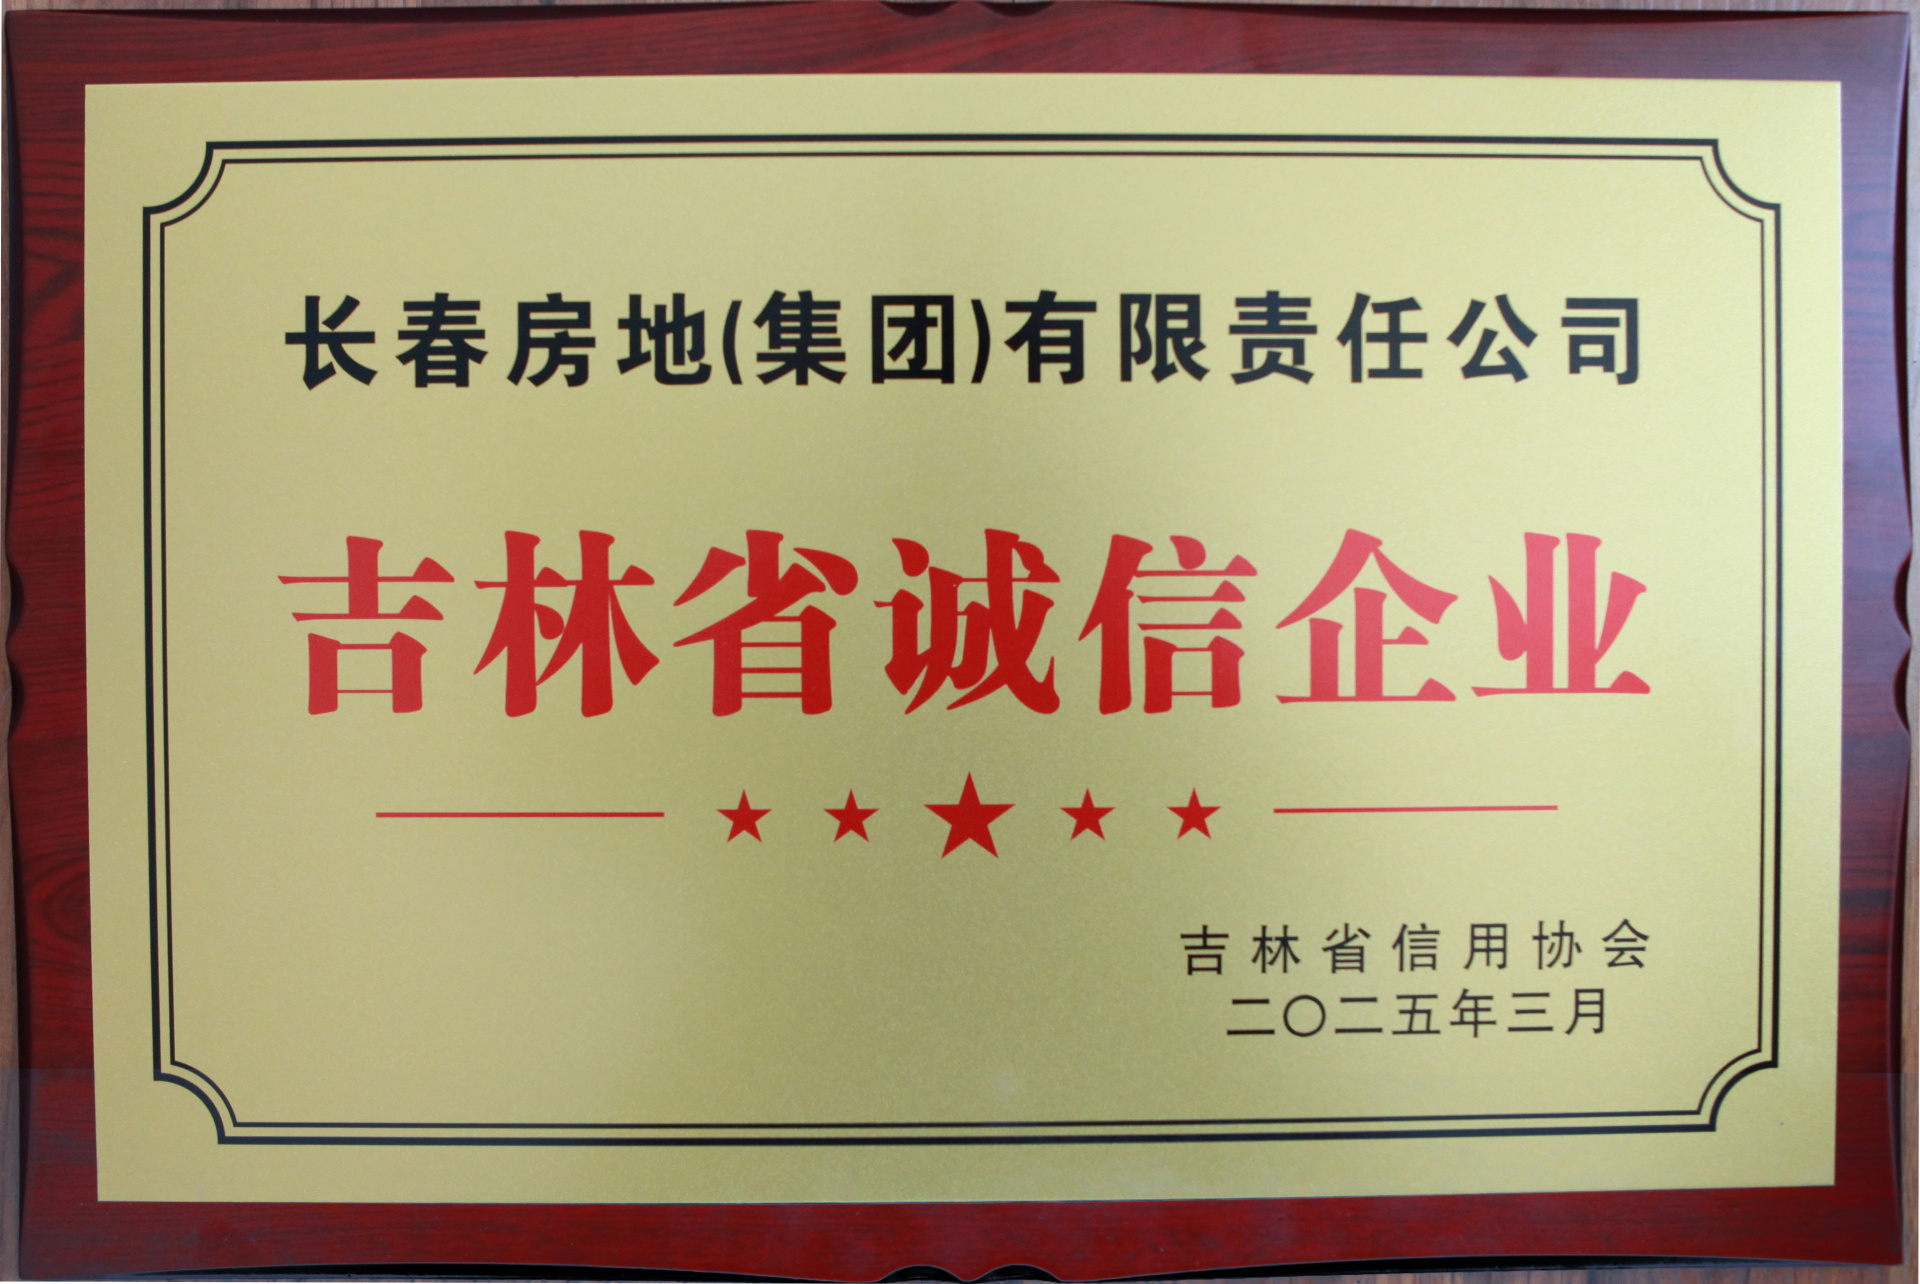 长春房地(集团)有限责任公司
吉林省诚信企业
吉林省信用协会
二〇二五年三月